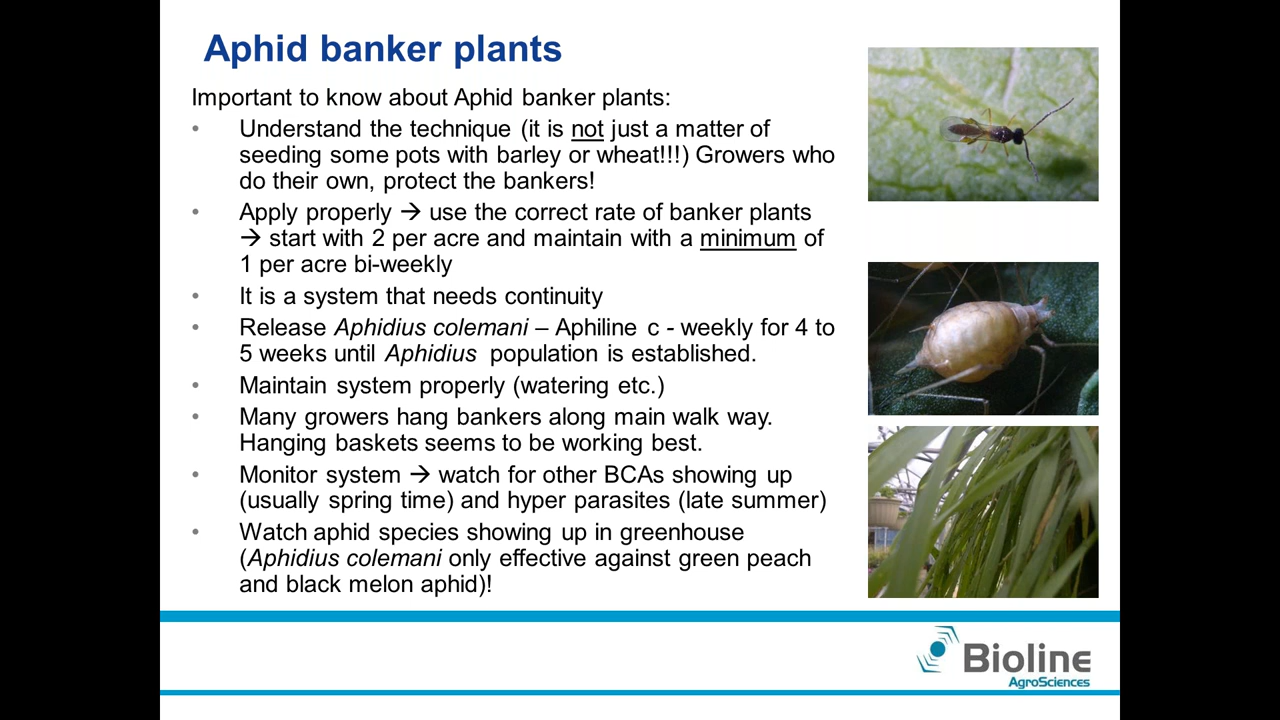 Aphid banker plants
Important to know about Aphid banker plants:
• Understand the technique (it is not just a matter of
seeding some pots with barley or wheat!!!) Growers who
do their own, protect the bankers!
• Apply properly → use the correct rate of banker plants
→ start with 2 per acre and maintain with a minimum of
1 per acre bi-weekly
• It is a system that needs continuity
• Release Aphidius colemani – Aphiline c - weekly for 4 to
5 weeks until Aphidius population is established.
• Maintain system properly (watering etc.)
• Many growers hang bankers along main walk way.
Hanging baskets seems to be working best.
• Monitor system → watch for other BCAs showing up
(usually spring time) and hyper parasites (late summer)
• Watch aphid species showing up in greenhouse
(Aphidius colemani only effective against green peach
and black melon aphid)!
Bioline
AgroSciences